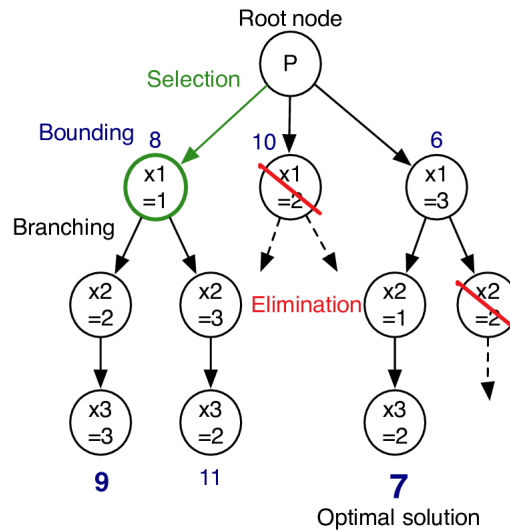 Root node
P
Selection
Bounding
8
10
6
x1
=1
x1
=2
x1
=3
Branching
x2
=2
x2
=3
Elimination
x2
=1
x2
=2
x3
=3
x3
=2
x3
=2
9
11
7
Optimal solution